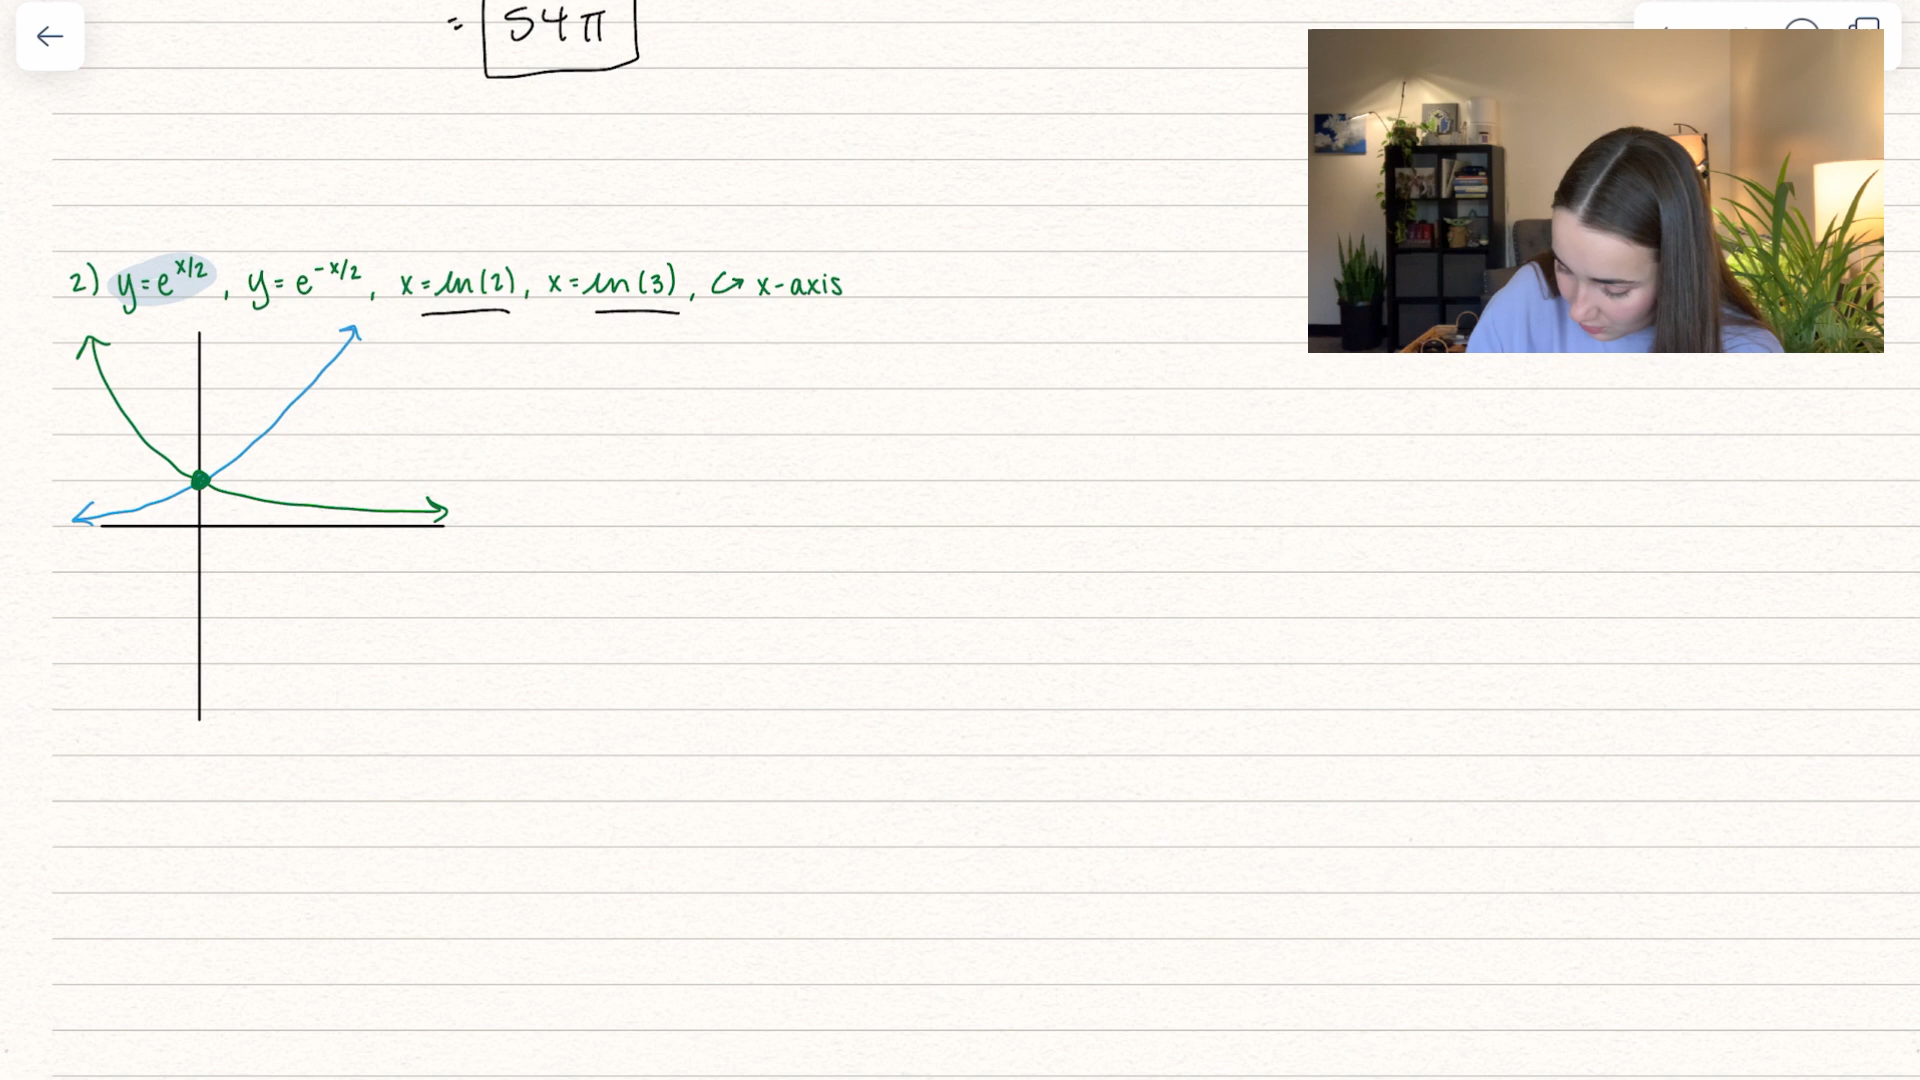 = 54π
2) y=e^x/2, y=e^-x/2, x=ln(2), x=ln(3), ↪ x-axis